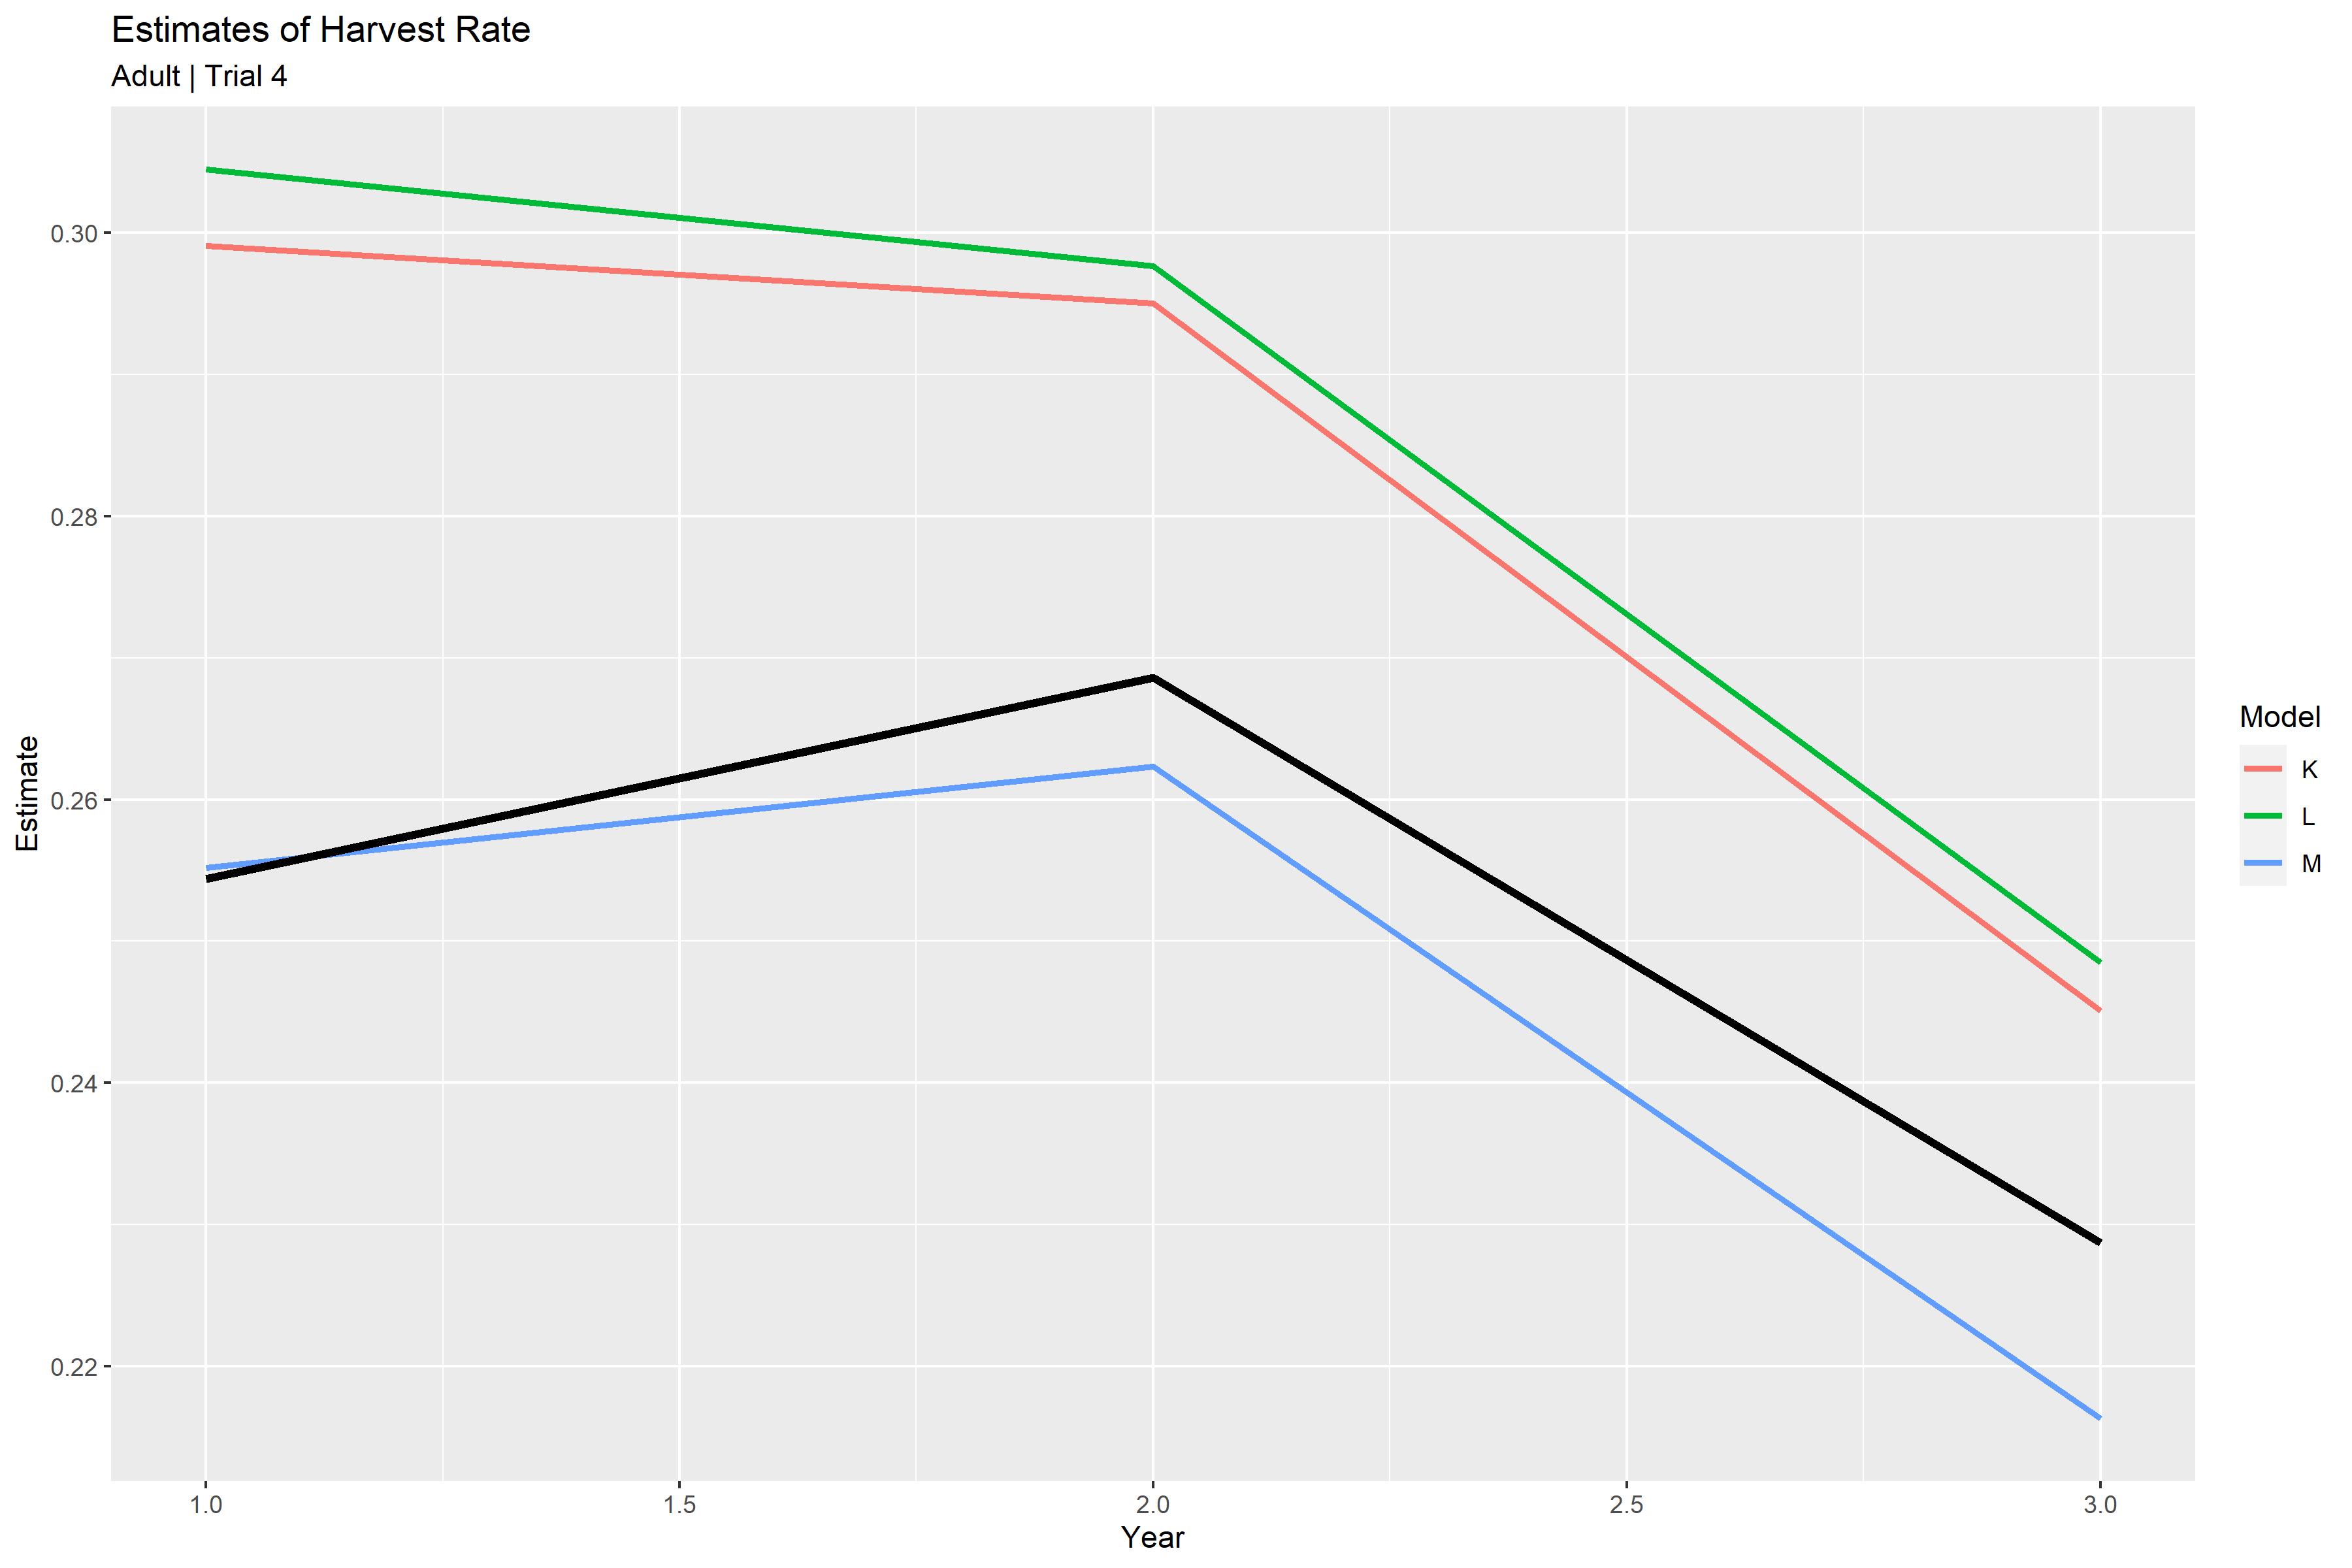 Estimates of Harvest Rate
Adult | Trial 4
Estimate
0.30
0.28
0.26
0.24
0.22
1.0 1.5 2.0 2.5 3.0
Year
Model
K
L
M